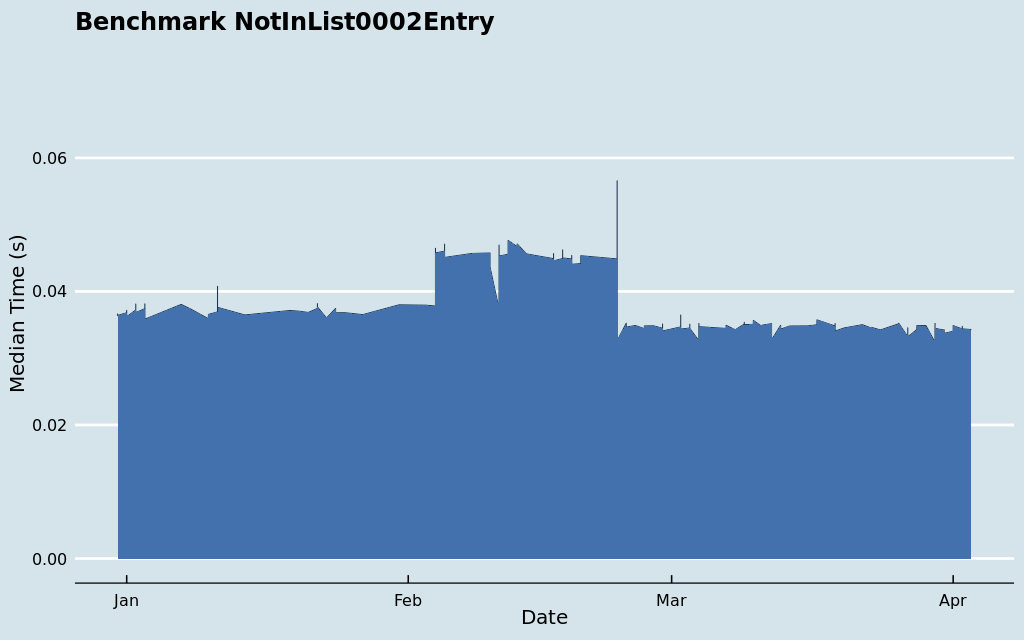 Benchmark NotInList0002Entry
0.06
0.04
0.02
0.00
Median Time (s)
Jan Feb Mar Apr
Date